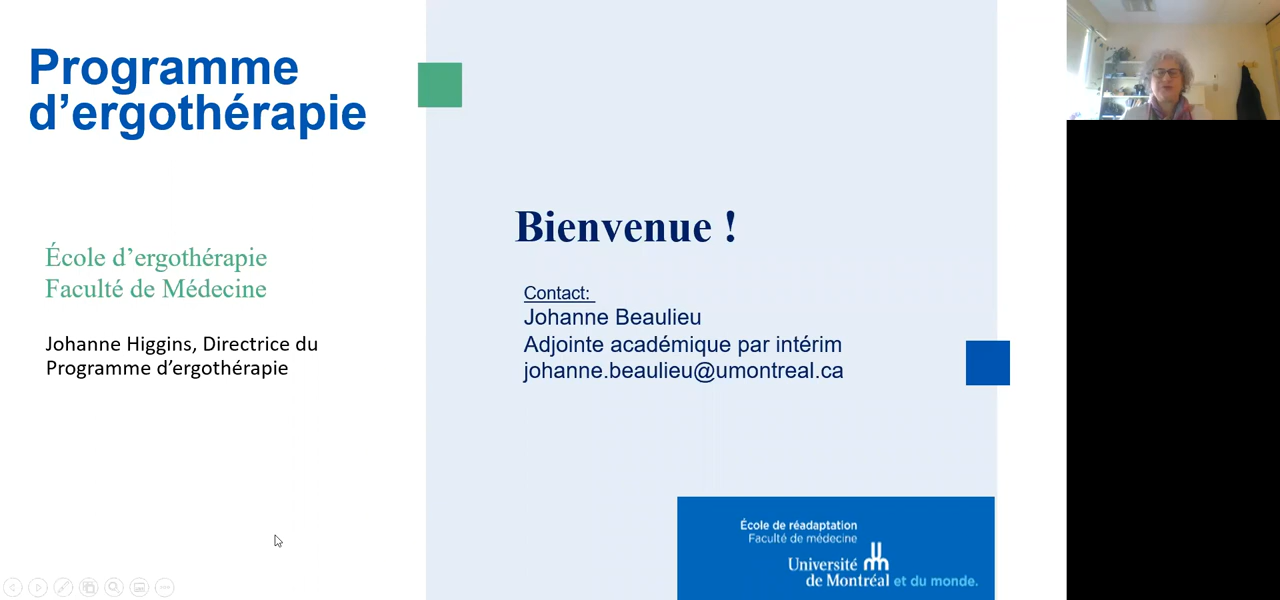 Programme
d’ergothérapie
École d’ergothérapie
Faculté de Médecine
Johanne Higgins, Directrice du
Programme d’ergothérapie
Bienvenue !
Contact:
Johanne Beaulieu
Adjointe académique par intérim
johanne.beaulieu@umontreal.ca
École de réadaptation
Faculté de médecine
Université
de Montréal et du monde.